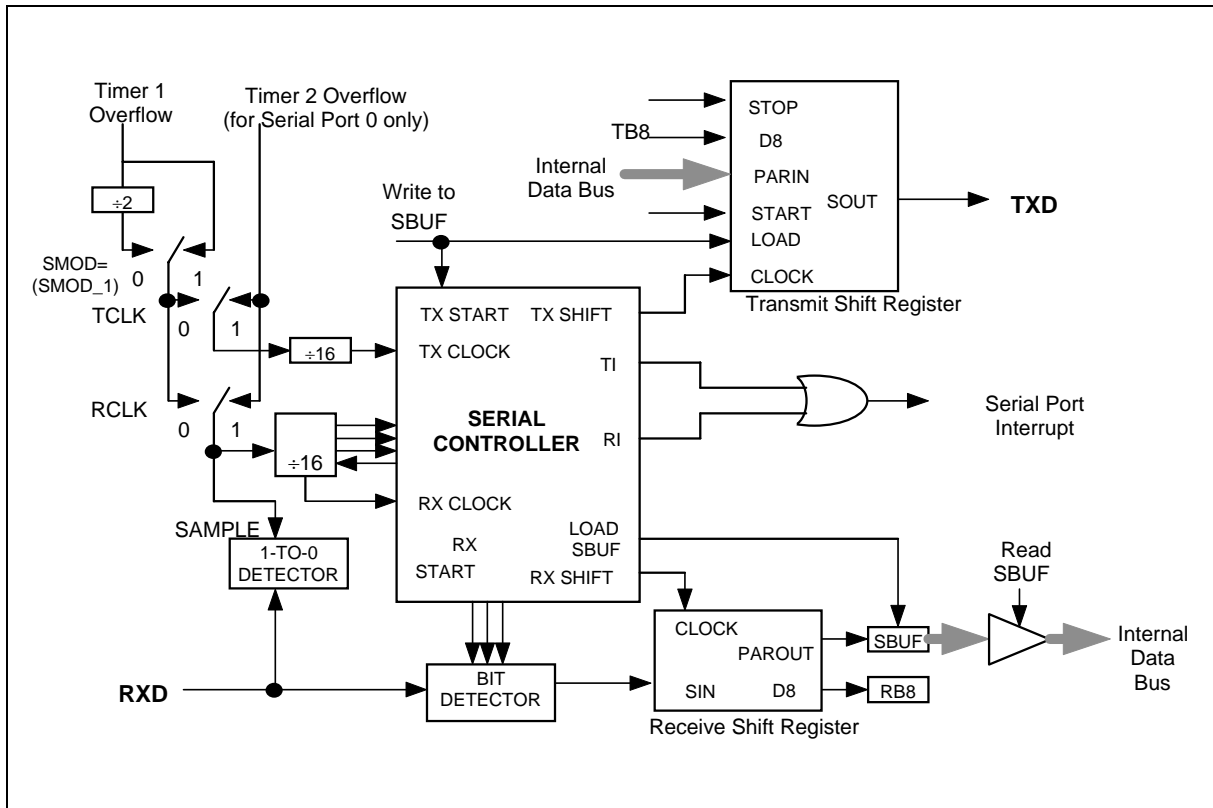 Timer 1
Overflow
Timer 2 Overflow
(for Serial Port 0 only)
÷2
SMOD=
(SMOD_1)
0
1
TCLK
0
1
÷16
RCLK
0
1
÷16
SAMPLE
1-TO-0
DETECTOR
RXD
BIT
DETECTOR
Write to
SBUF
TX START
TX SHIFT
TX CLOCK
TI
SERIAL
CONTROLLER
RI
RX CLOCK
LOAD
SBUF
RX
START
RX SHIFT
TB8
Internal
Data Bus
STOP
D8
PARIN
SOUT
START
LOAD
CLOCK
Transmit Shift Register
TXD
Serial Port
Interrupt
CLOCK
PAROUT
SIN
D8
Receive Shift Register
SBUF
RB8
Read
SBUF
Internal
Data
Bus